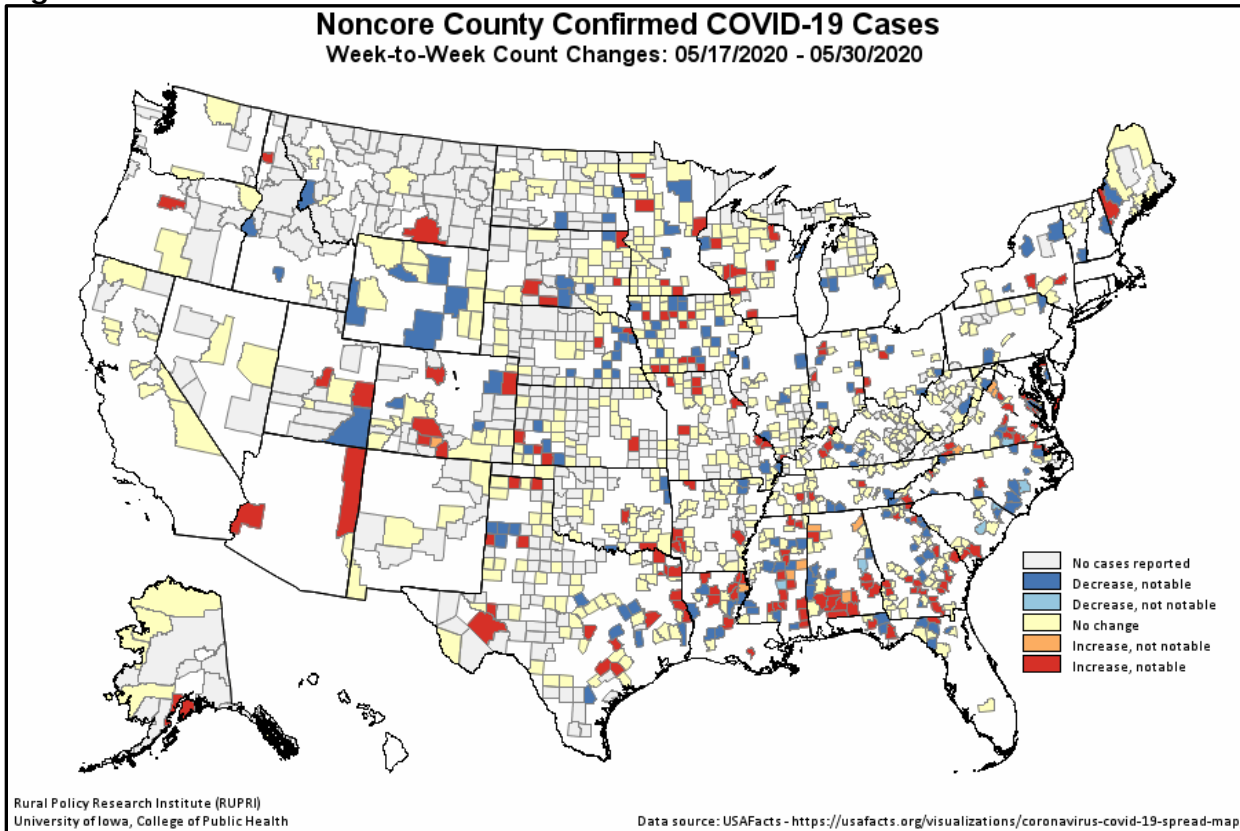 Noncore County Confirmed COVID-19 Cases
Week-to-Week Count Changes: 05/17/2020 - 05/30/2020
No cases reported
Decrease, notable
Decrease, not notable
No change
Increase, not notable
Increase, notable
Rural Policy Research Institute (RUPRI)
University of Iowa, College of Public Health
Data source: USAFacts - https://usafacts.org/visualizations/coronavirus-covid-19-spread-map